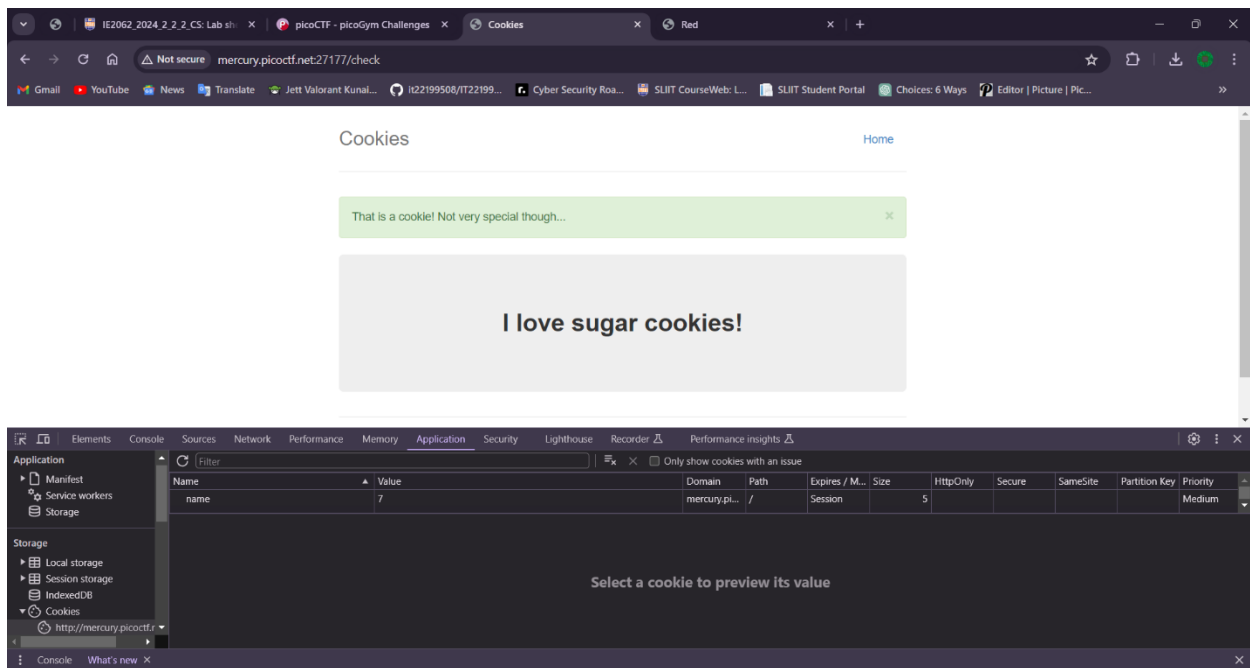 IE2062_2024_2_2_2_CS: Lab sh
picoCTF - picoGym Challenges
Cookies
Red
Not secure mercury.picoctf.net:27177/check
Gmail YouTube News Translate Jett Valorant Kunai... it22199508/IT22199... Cyber Security Roa... SLIIT CourseWeb: L... SLIIT Student Portal Choices: 6 Ways Editor | Picture | Pic... »
Cookies Home
That is a cookie! Not very special though... ×
I love sugar cookies!
Elements Console Sources Network Performance Memory Application Security Lighthouse Recorder Performance insights
Application Filter Only show cookies with an issue
Manifest
Service workers
Storage
Name Value Domain Path Expires / M... Size HttpOnly Secure SameSite Partition Key Priority
name 7 mercury.pi... / Session 5 Medium
Storage
Local storage
Session storage
IndexedDB
Cookies
http://mercury.picoctf.r
Select a cookie to preview its value
Console What's new